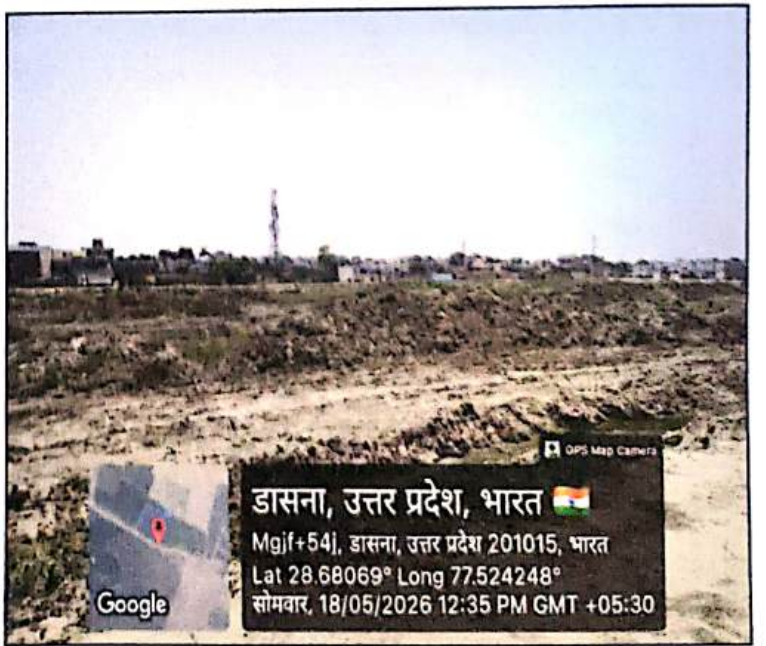 GPS Map Camera
डासना, उत्तर प्रदेश, भारत 🇮🇳
Mgjf+54j, डासना, उत्तर प्रदेश 201015, भारत
Lat 28.68069° Long 77.524248°
सोमवार, 18/05/2026 12:35 PM GMT +05:30
Google